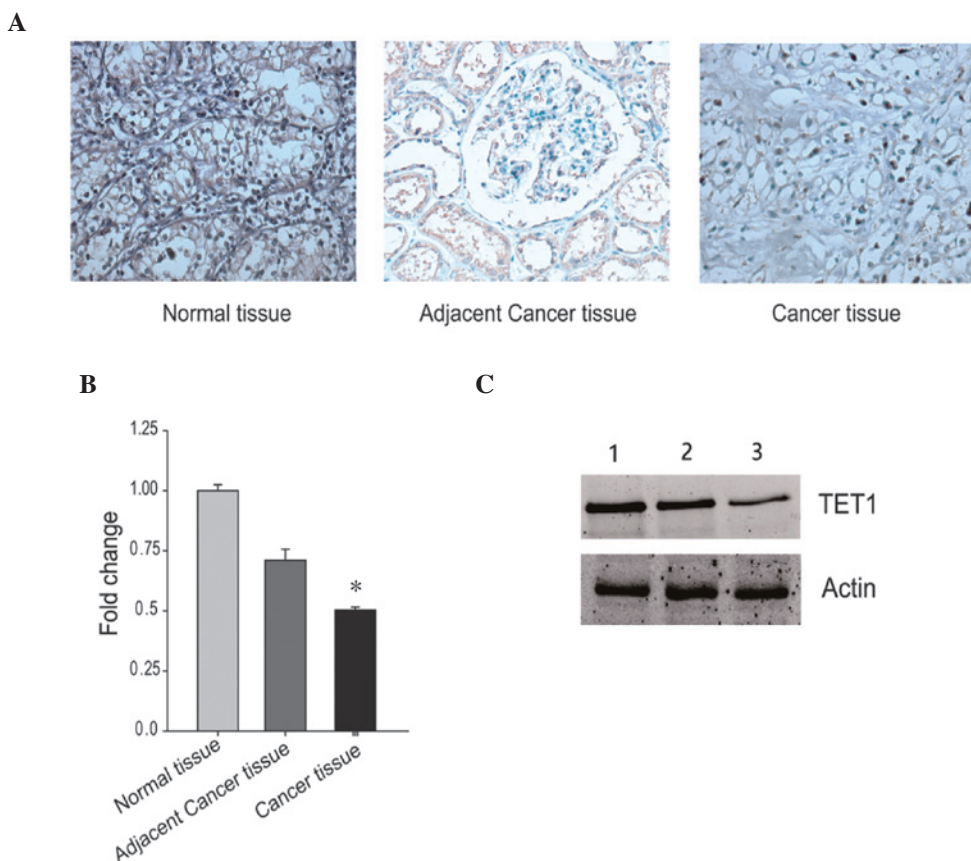 A
Normal tissue
Adjacent Cancer tissue
Cancer tissue
B
1.25
1.00
0.75
0.5
0.25
0.0
Fold change
*
Normal tissue
Adjacent Cancer tissue
Cancer tissue
C
1 2 3
TET1
Actin